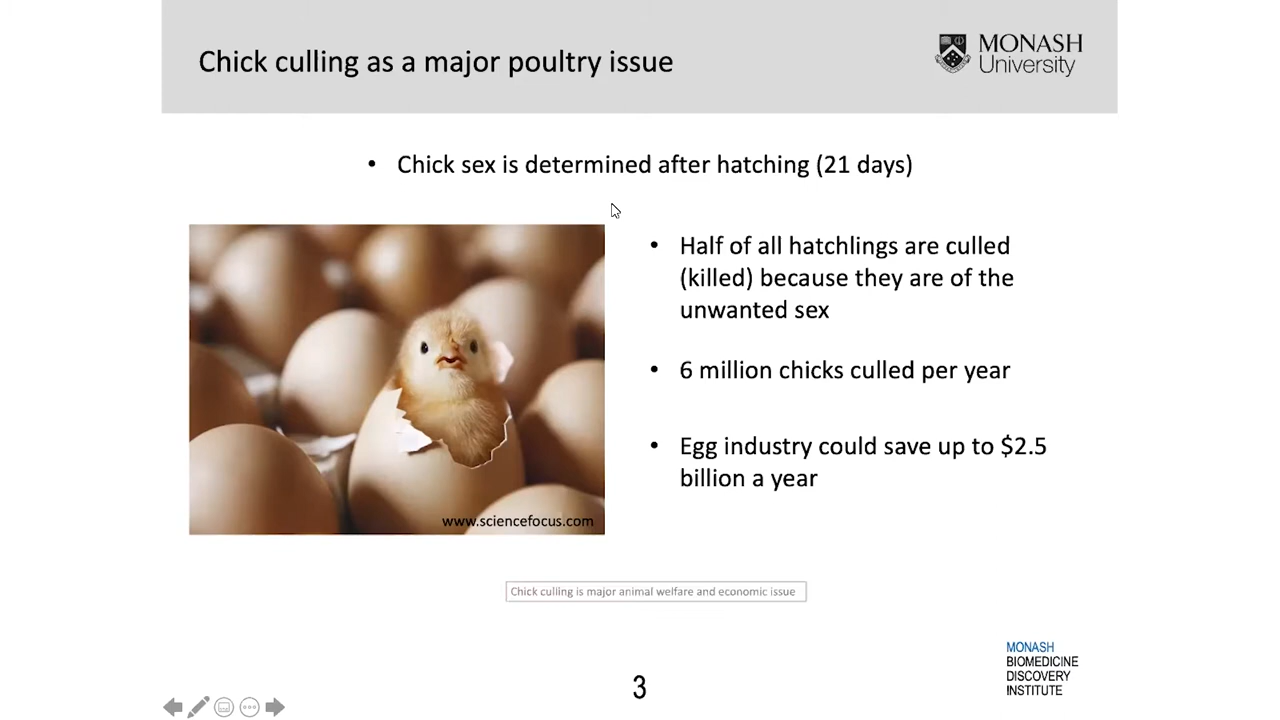 Chick culling as a major poultry issue
MONASH
University
• Chick sex is determined after hatching (21 days)
• Half of all hatchlings are culled
(killed) because they are of the
unwanted sex
• 6 million chicks culled per year
• Egg industry could save up to $2.5
billion a year
www.sciencefocus.com
Chick culling is major animal welfare and economic issue
MONASH
BIOMEDICINE
DISCOVERY
INSTITUTE
3